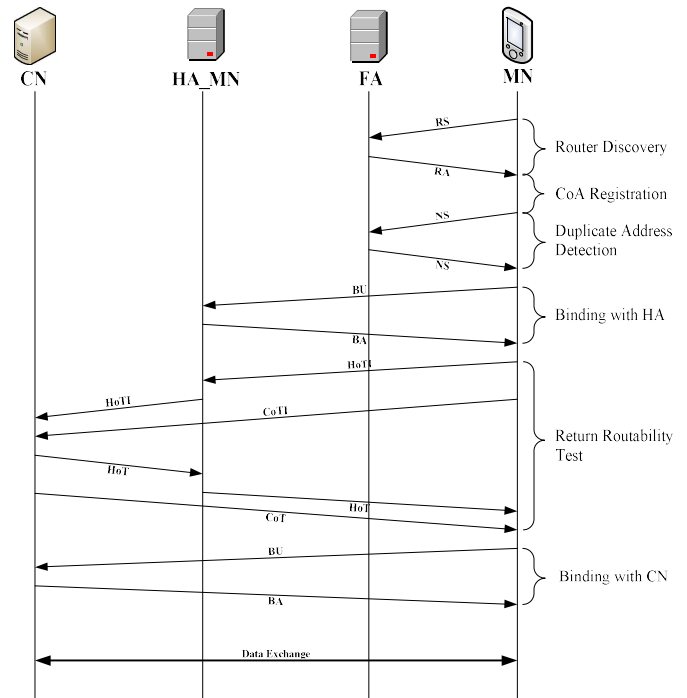 CN
HA_MN
FA
MN
RS
RA
Router Discovery
CoA Registration
NS
NS
Duplicate Address
Detection
BU
BA
Binding with HA
HoTI
HoTI
CoTI
HoT
HoT
CoT
Return Routability
Test
BU
BA
Binding with CN
Data Exchange